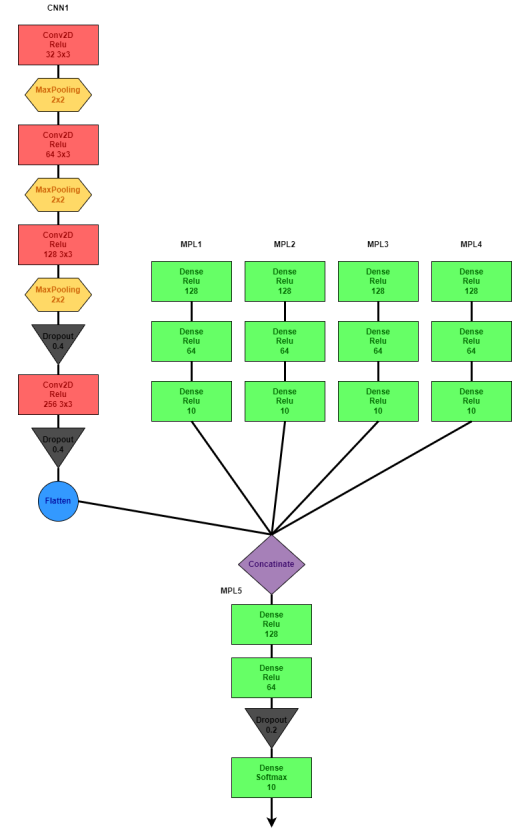 CNN1
Conv2D
Relu
32 3x3
MaxPooling
2x2
Conv2D
Relu
64 3x3
MaxPooling
2x2
Conv2D
Relu
128 3x3
MaxPooling
2x2
Dropout
0.4
Conv2D
Relu
256 3x3
Dropout
0.4
Flatten
MPL1
Dense
Relu
128
Dense
Relu
64
Dense
Relu
10
MPL2
Dense
Relu
128
Dense
Relu
64
Dense
Relu
10
MPL3
Dense
Relu
128
Dense
Relu
64
Dense
Relu
10
MPL4
Dense
Relu
128
Dense
Relu
64
Dense
Relu
10
Concatinate
MPL5
Dense
Relu
128
Dense
Relu
64
Dropout
0.2
Dense
Softmax
10